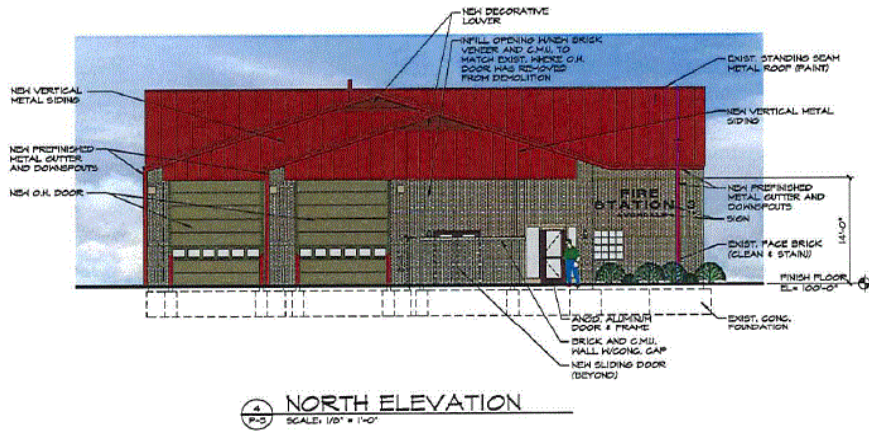 NEW DECORATIVE
LOUVER
INFILL OPENING W/NEW BRICK
VENEER AND C.M.U. TO
MATCH EXIST. WHERE O.H.
DOOR WAS REMOVED
FROM DEMOLITION
EXIST. STANDING SEAM
METAL ROOF (PAINT)
NEW VERTICAL
METAL SIDING
NEW VERTICAL METAL
SIDING
NEW PREFINISHED
METAL GUTTER
AND DOWNSPOUTS
NEW O.H. DOOR
FIRE
STATION 3
NEW PREFINISHED
METAL GUTTER AND
DOWNSPOUTS
SIGN
14'-0"
EXIST. FACE BRICK
(CLEAN & STAIN)
FINISH FLOOR
EL= 100'-0"
ANOD. ALUMINUM
DOOR & FRAME
BRICK AND C.M.U.
WALL W/CONC. CAP
NEW SLIDING DOOR
(BEYOND)
EXIST. CONC.
FOUNDATION
4
P-3
NORTH ELEVATION
SCALE: 1/8" = 1'-0"